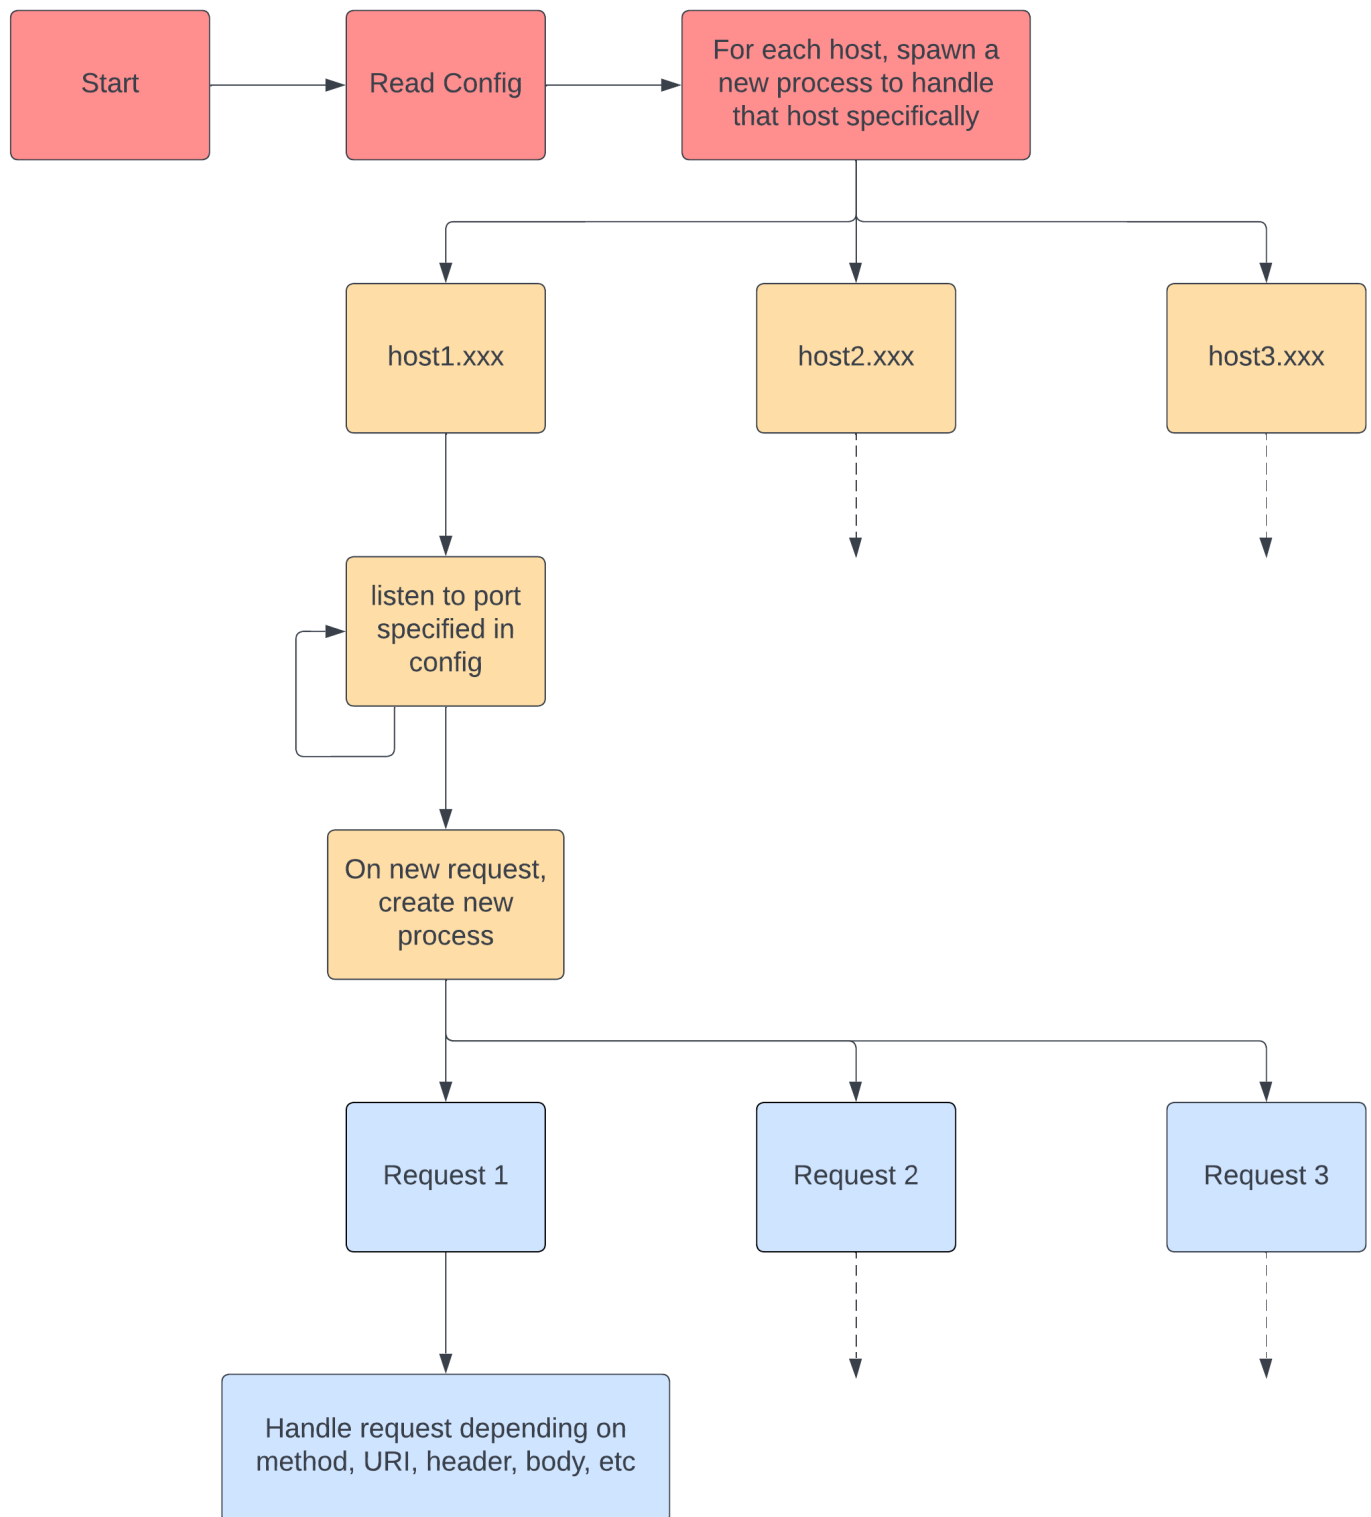 Start
Read Config
For each host, spawn a
new process to handle
that host specifically
host1.xxx
host2.xxx
host3.xxx
listen to port
specified in
config
On new request,
create new
process
Request 1
Request 2
Request 3
Handle request depending on
method, URI, header, body, etc